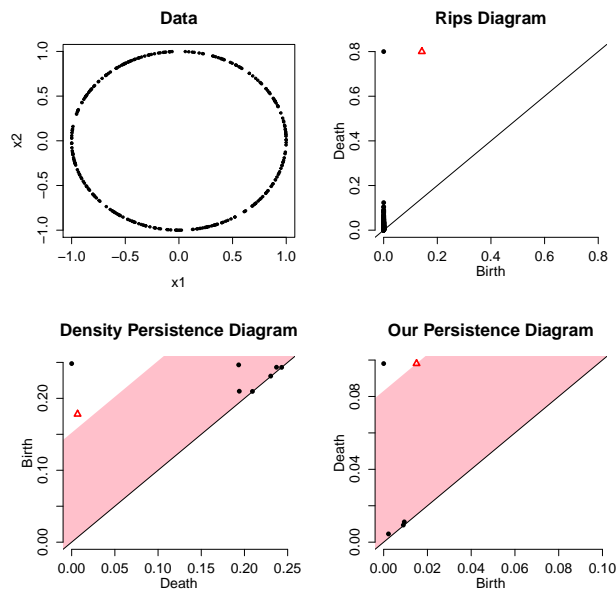 Data
x2
−1.0 −0.5 0.0 0.5 1.0
−1.0 −0.5 0.0 0.5 1.0
x1
Rips Diagram
Death
0.0 0.2 0.4 0.6 0.8
0.0 0.2 0.4 0.6 0.8
Birth
Density Persistence Diagram
Birth
0.00 0.10 0.20
0.00 0.05 0.10 0.15 0.20 0.25
Death
Our Persistence Diagram
Death
0.00 0.04 0.08
0.00 0.02 0.04 0.06 0.08 0.10
Birth